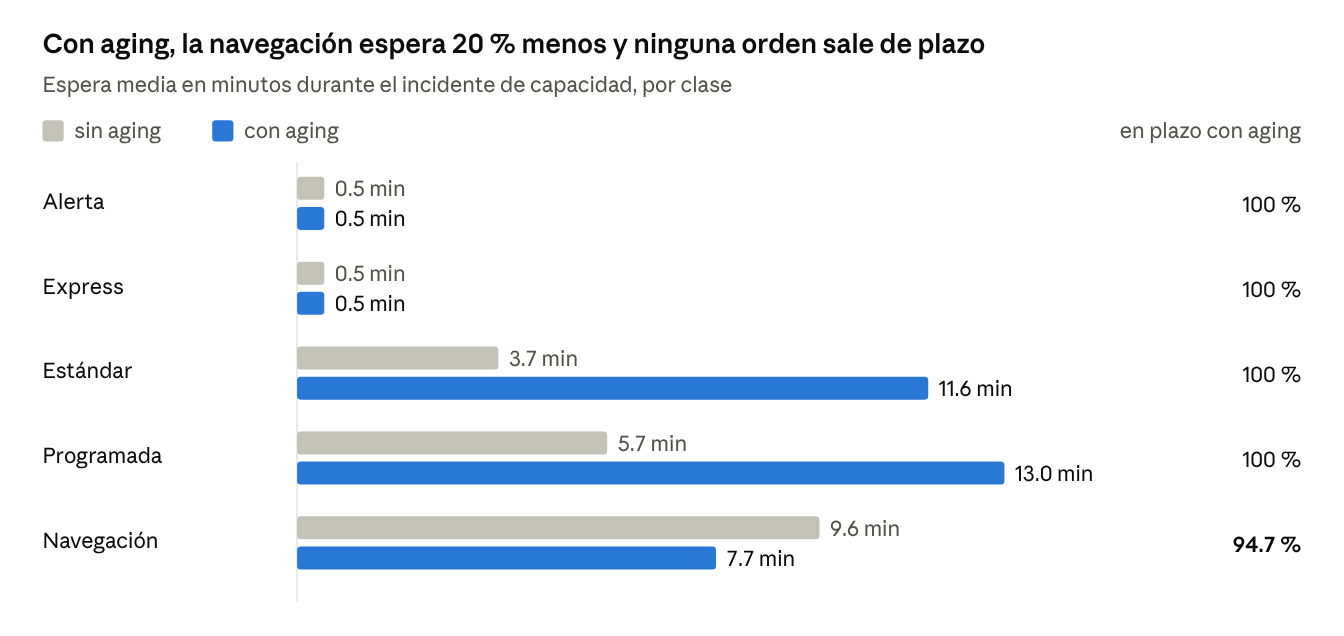 Con aging, la navegación espera 20 % menos y ninguna orden sale de plazo
Espera media en minutos durante el incidente de capacidad, por clase
sin aging con aging en plazo con aging
Alerta 0.5 min 0.5 min 100 %
Express 0.5 min 0.5 min 100 %
Estándar 3.7 min 11.6 min 100 %
Programada 5.7 min 13.0 min 100 %
Navegación 9.6 min 7.7 min 94.7 %